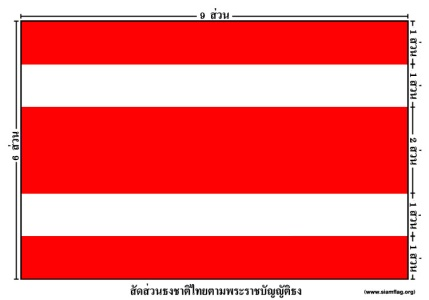 9 ส่วน
6 ส่วน
1 ส่วน
1 ส่วน
2 ส่วน
1 ส่วน
1 ส่วน
สัดส่วนธงชาติไทยตามพระราชบัญญัติธง
(www.siamflag.org)